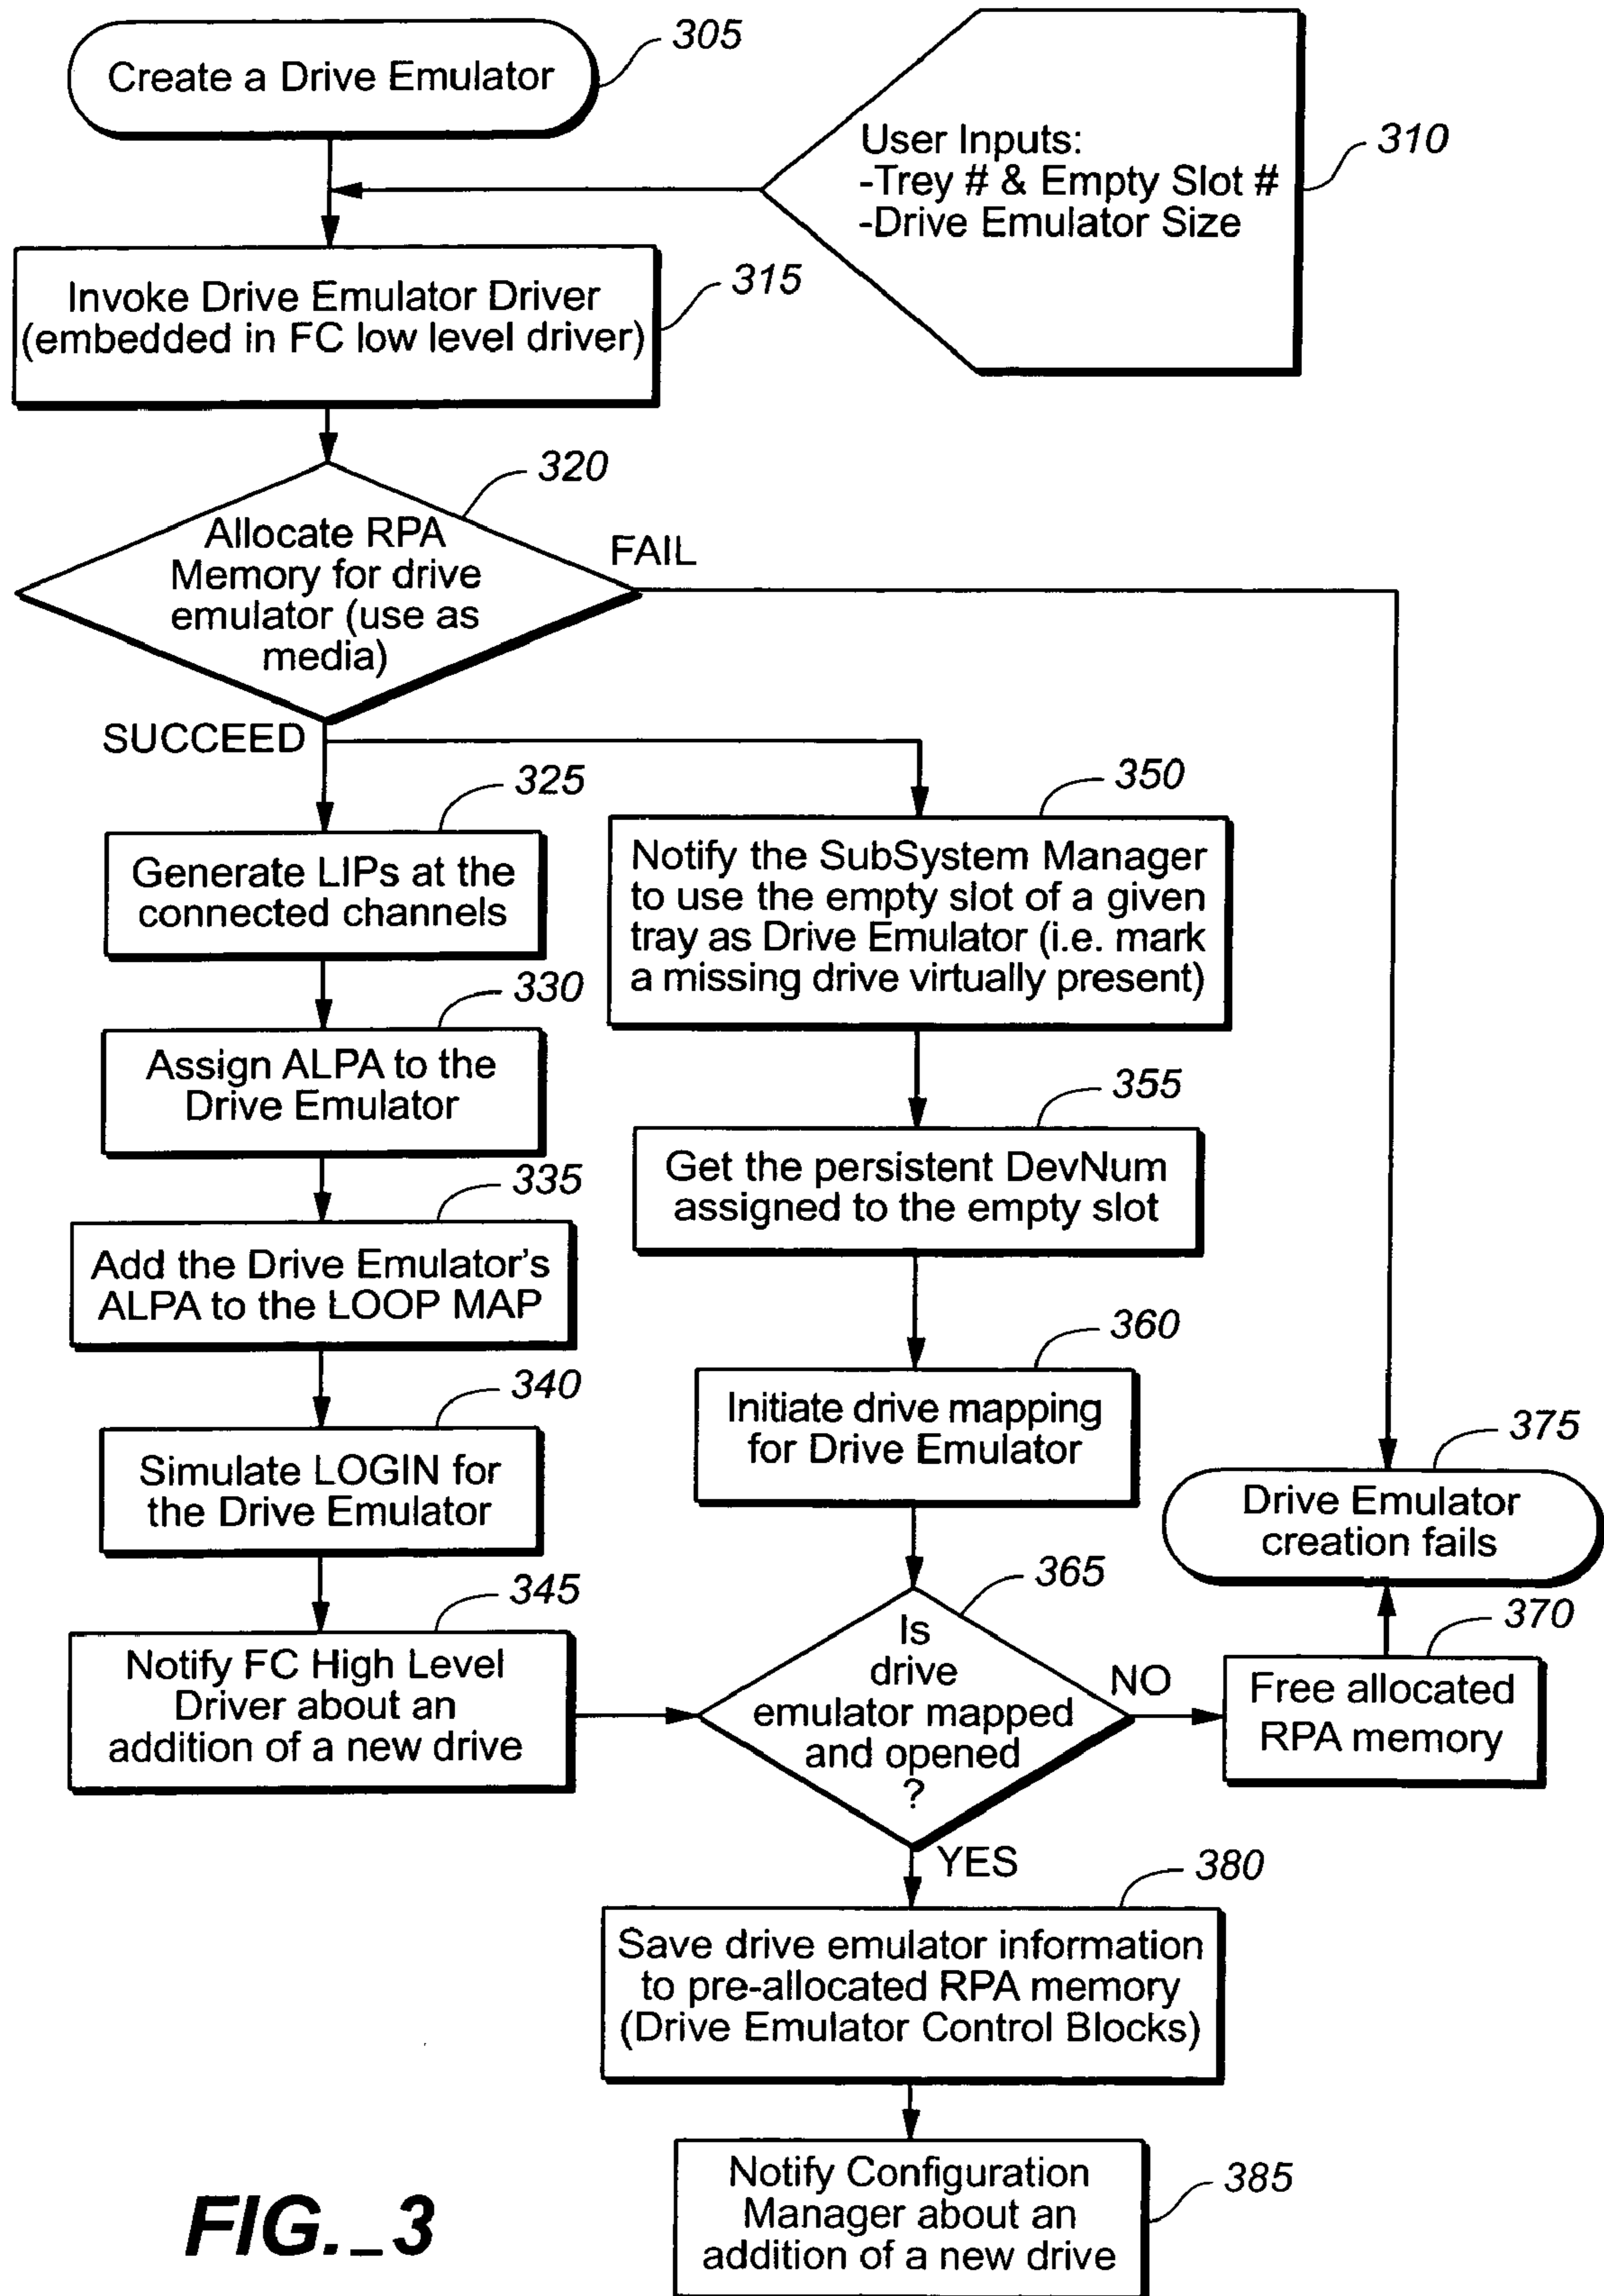 Create a Drive Emulator
305
User Inputs:
-Trey # & Empty Slot #
-Drive Emulator Size
310
Invoke Drive Emulator Driver
(embedded in FC low level driver)
315
Allocate RPA
Memory for drive
emulator (use as
media)
320
FAIL
SUCCEED
Generate LIPs at the
connected channels
325
Assign ALPA to the
Drive Emulator
330
Add the Drive Emulator's
ALPA to the LOOP MAP
335
Simulate LOGIN for
the Drive Emulator
340
Notify FC High Level
Driver about an
addition of a new drive
345
Notify the SubSystem Manager
to use the empty slot of a given
tray as Drive Emulator (i.e. mark
a missing drive virtually present)
350
Get the persistent DevNum
assigned to the empty slot
355
Initiate drive mapping
for Drive Emulator
360
Is
drive
emulator mapped
and opened
?
365
NO
Free allocated
RPA memory
370
Drive Emulator
creation fails
375
YES
Save drive emulator information
to pre-allocated RPA memory
(Drive Emulator Control Blocks)
380
Notify Configuration
Manager about an
addition of a new drive
385
FIG._3